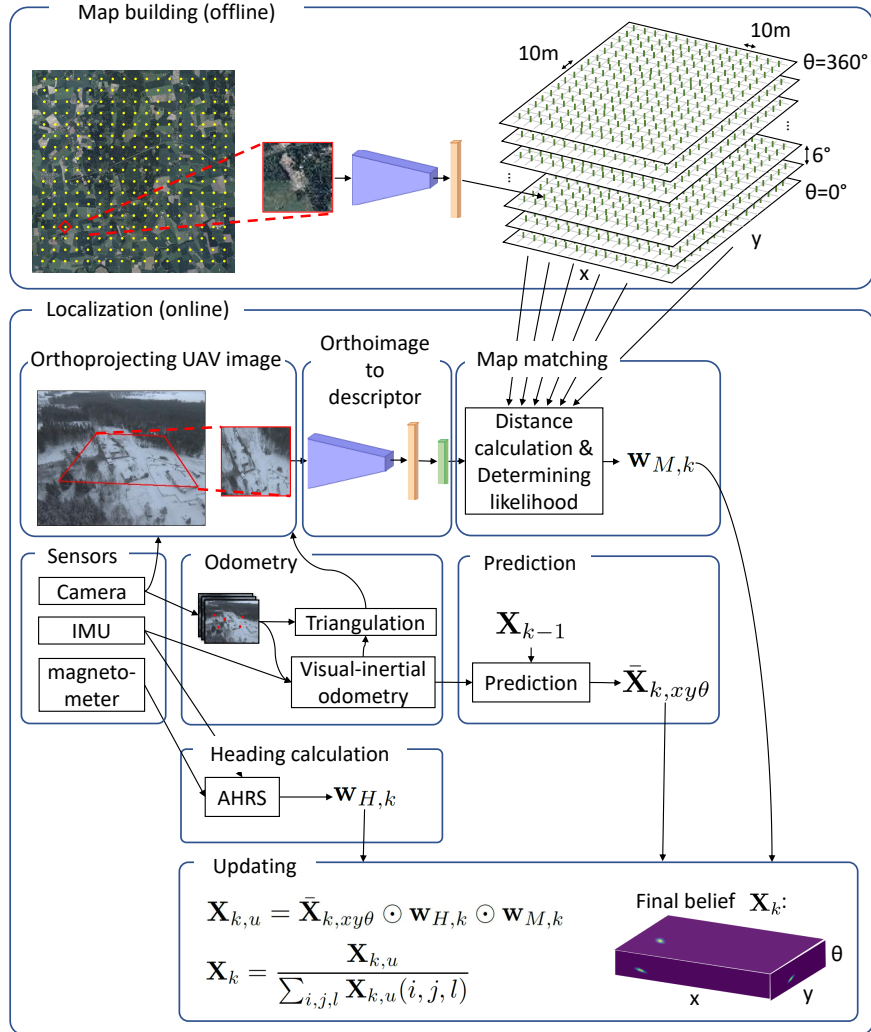 Map building (offline)
10m
10m
θ=360°
...
6°
...
θ=0°
y
x
Localization (online)
Orthoprojecting UAV image
Orthoimage
to
descriptor
Map matching
Distance
calculation &
Determining
likelihood
w_{M,k}
Sensors
Camera
IMU
magneto-
meter
Odometry
Triangulation
Visual-inertial
odometry
Prediction
X_{k−1}
Prediction
X̄_{k,xyθ}
Heading calculation
AHRS
w_{H,k}
Updating
X_{k,u} = X̄_{k,xyθ} ⊙ w_{H,k} ⊙ w_{M,k}
X_k = X_{k,u} / ∑_{i,j,l} X_{k,u}(i, j, l)
Final belief X_k:
θ
x
y